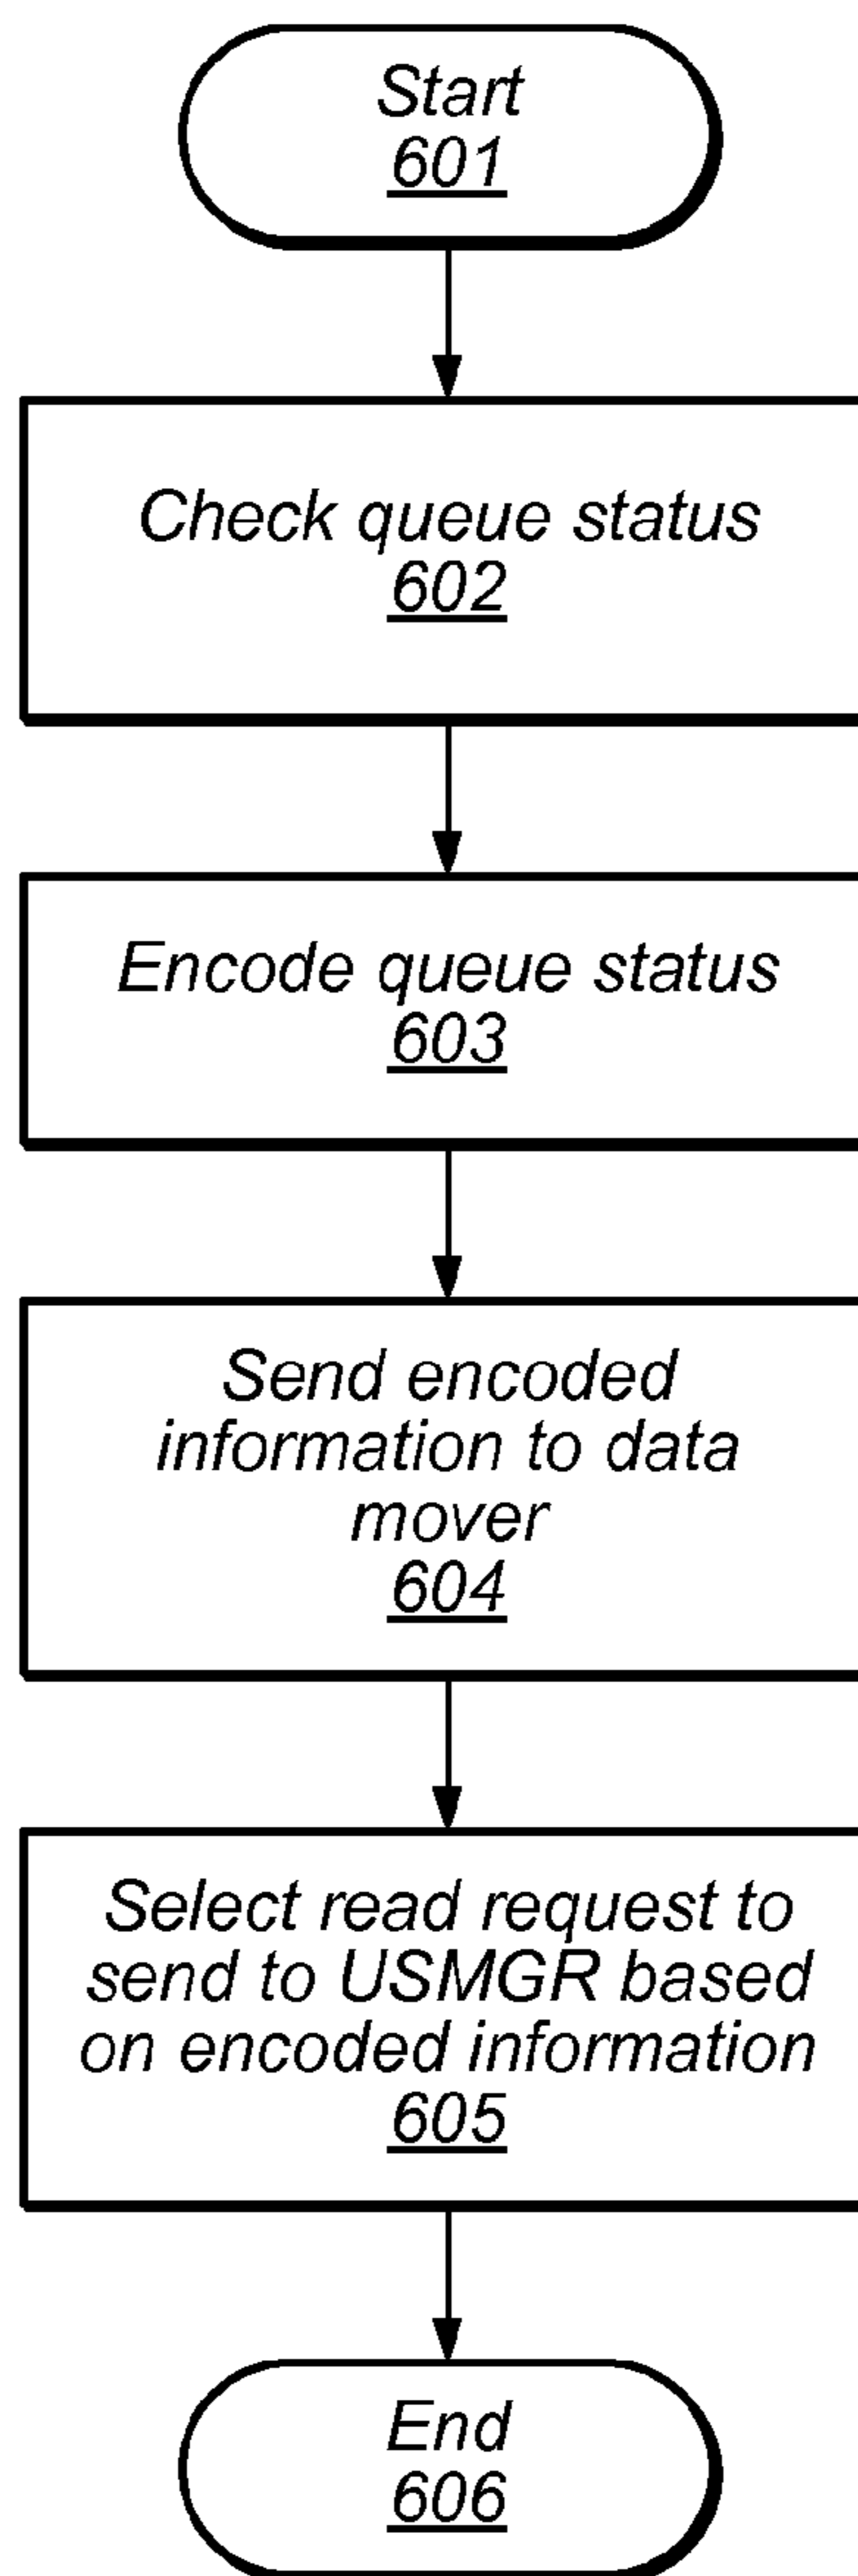 Start
601
Check queue status
602
Encode queue status
603
Send encoded
information to data
mover
604
Select read request to
send to USMGR based
on encoded information
605
End
606